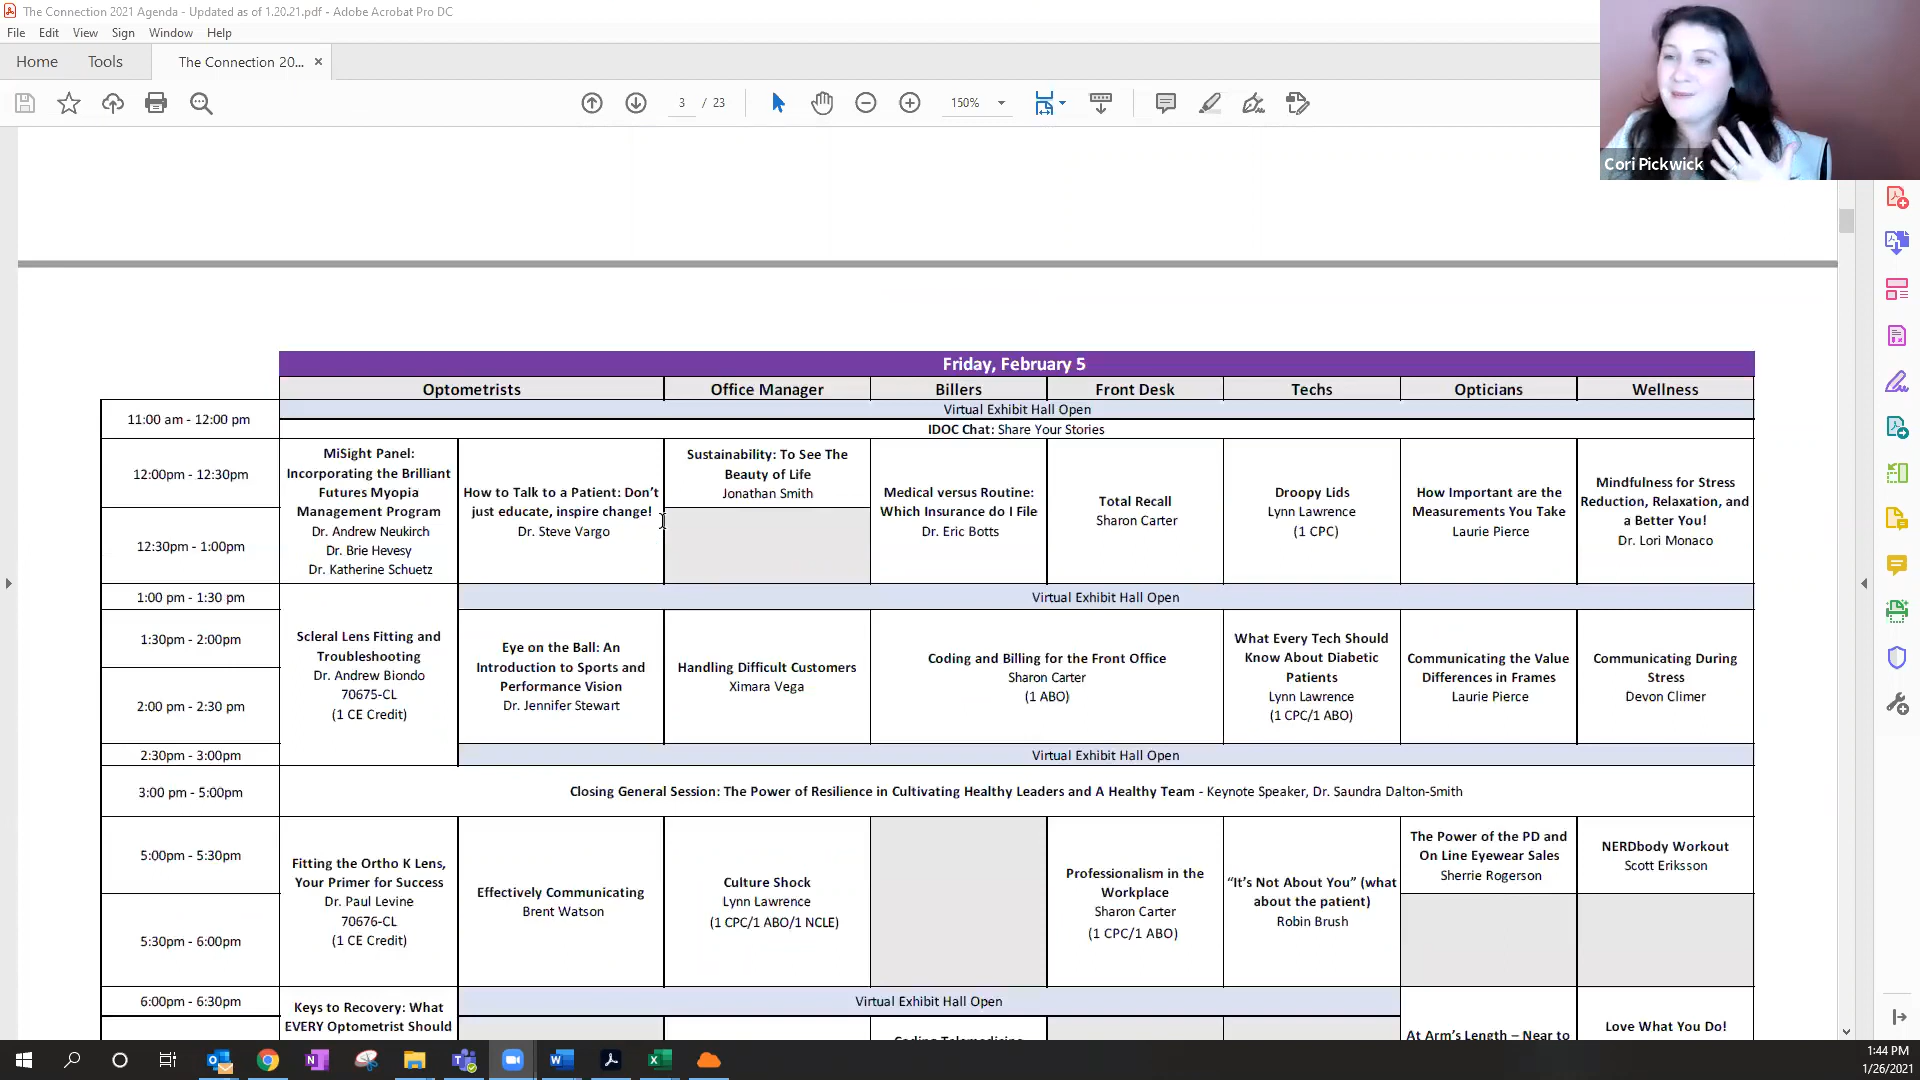 The Connection 2021 Agenda - Updated as of 1.20.21.pdf - Adobe Acrobat Pro DC
File Edit View Sign Window Help
Home Tools The Connection 20... ×
3 / 23 150%
Cori Pickwick
Friday, February 5
Optometrists Office Manager Billers Front Desk Techs Opticians Wellness
11:00 am - 12:00 pm
Virtual Exhibit Hall Open
IDOC Chat: Share Your Stories
12:00pm - 12:30pm
12:30pm - 1:00pm
MiSight Panel:
Incorporating the Brilliant
Futures Myopia
Management Program
Dr. Andrew Neukirch
Dr. Brie Hevesy
Dr. Katherine Schuetz
How to Talk to a Patient: Don't
just educate, inspire change!
Dr. Steve Vargo
Sustainability: To See The
Beauty of Life
Jonathan Smith
Medical versus Routine:
Which Insurance do I File
Dr. Eric Botts
Total Recall
Sharon Carter
Droopy Lids
Lynn Lawrence
(1 CPC)
How Important are the
Measurements You Take
Laurie Pierce
Mindfulness for Stress
Reduction, Relaxation, and
a Better You!
Dr. Lori Monaco
1:00 pm - 1:30 pm
Virtual Exhibit Hall Open
1:30pm - 2:00pm
2:00 pm - 2:30 pm
Scleral Lens Fitting and
Troubleshooting
Dr. Andrew Biondo
70675-CL
(1 CE Credit)
Eye on the Ball: An
Introduction to Sports and
Performance Vision
Dr. Jennifer Stewart
Handling Difficult Customers
Ximara Vega
Coding and Billing for the Front Office
Sharon Carter
(1 ABO)
What Every Tech Should
Know About Diabetic
Patients
Lynn Lawrence
(1 CPC/1 ABO)
Communicating the Value
Differences in Frames
Laurie Pierce
Communicating During
Stress
Devon Climer
2:30pm - 3:00pm
Virtual Exhibit Hall Open
3:00 pm - 5:00pm
Closing General Session: The Power of Resilience in Cultivating Healthy Leaders and A Healthy Team - Keynote Speaker, Dr. Saundra Dalton-Smith
5:00pm - 5:30pm
5:30pm - 6:00pm
Fitting the Ortho K Lens,
Your Primer for Success
Dr. Paul Levine
70676-CL
(1 CE Credit)
Effectively Communicating
Brent Watson
Culture Shock
Lynn Lawrence
(1 CPC/1 ABO/1 NCLE)
Professionalism in the
Workplace
Sharon Carter
(1 CPC/1 ABO)
"It's Not About You" (what
about the patient)
Robin Brush
The Power of the PD and
On Line Eyewear Sales
Sherrie Rogerson
NERDbody Workout
Scott Eriksson
6:00pm - 6:30pm
Keys to Recovery: What
EVERY Optometrist Should
Virtual Exhibit Hall Open
Coding Telemedicine
At Arm's Length – Near to
Love What You Do!
1:44 PM
1/26/2021